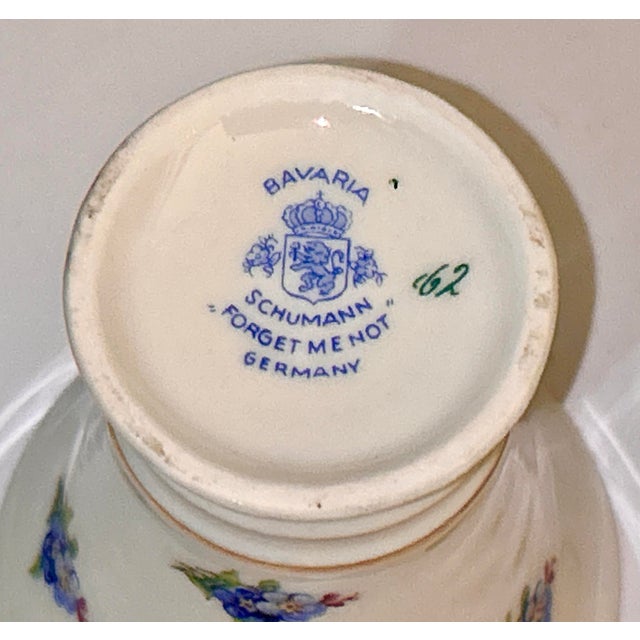 BAVARIA
SCHUMANN
„FORGET ME NOT"
GERMANY
62